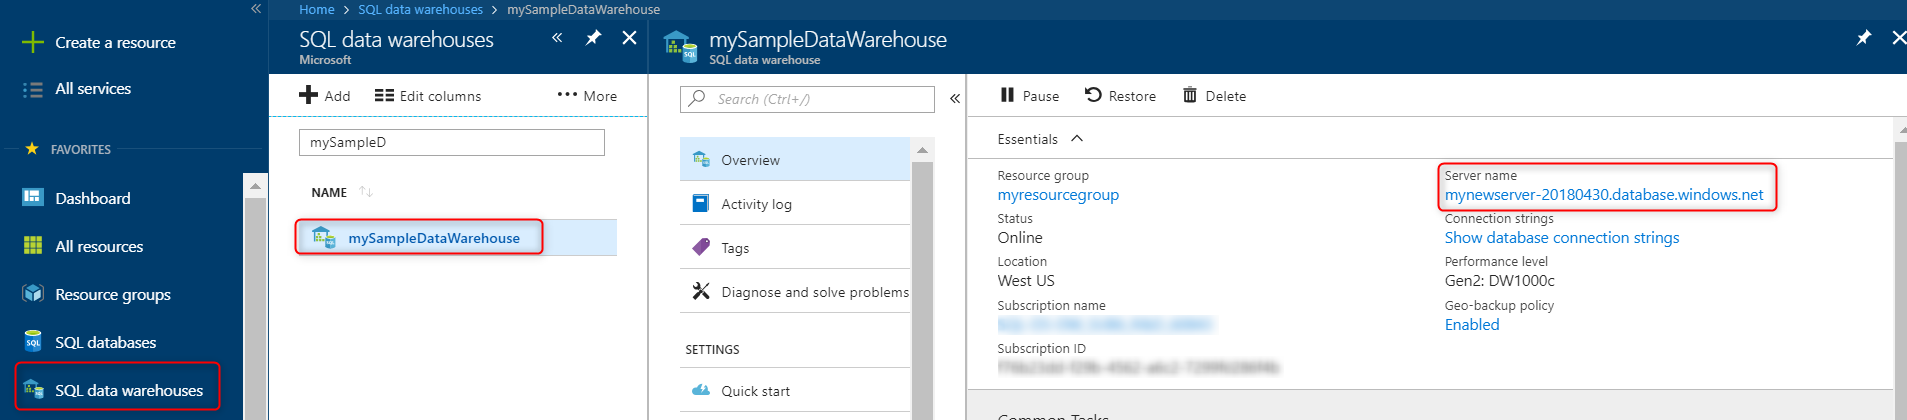 Home > SQL data warehouses > mySampleDataWarehouse
Create a resource
All services
FAVORITES
Dashboard
All resources
Resource groups
SQL databases
SQL data warehouses
SQL data warehouses
Microsoft
Add
Edit columns
More
mySampleD
NAME
mySampleDataWarehouse
mySampleDataWarehouse
SQL data warehouse
Search (Ctrl+/)
Overview
Activity log
Tags
Diagnose and solve problems
SETTINGS
Quick start
Pause Restore Delete
Essentials
Resource group
myresourcegroup
Status
Online
Location
West US
Subscription name
Subscription ID
Server name
mynewserver-20180430.database.windows.net
Connection strings
Show database connection strings
Performance level
Gen2: DW1000c
Geo-backup policy
Enabled
Common Tasks